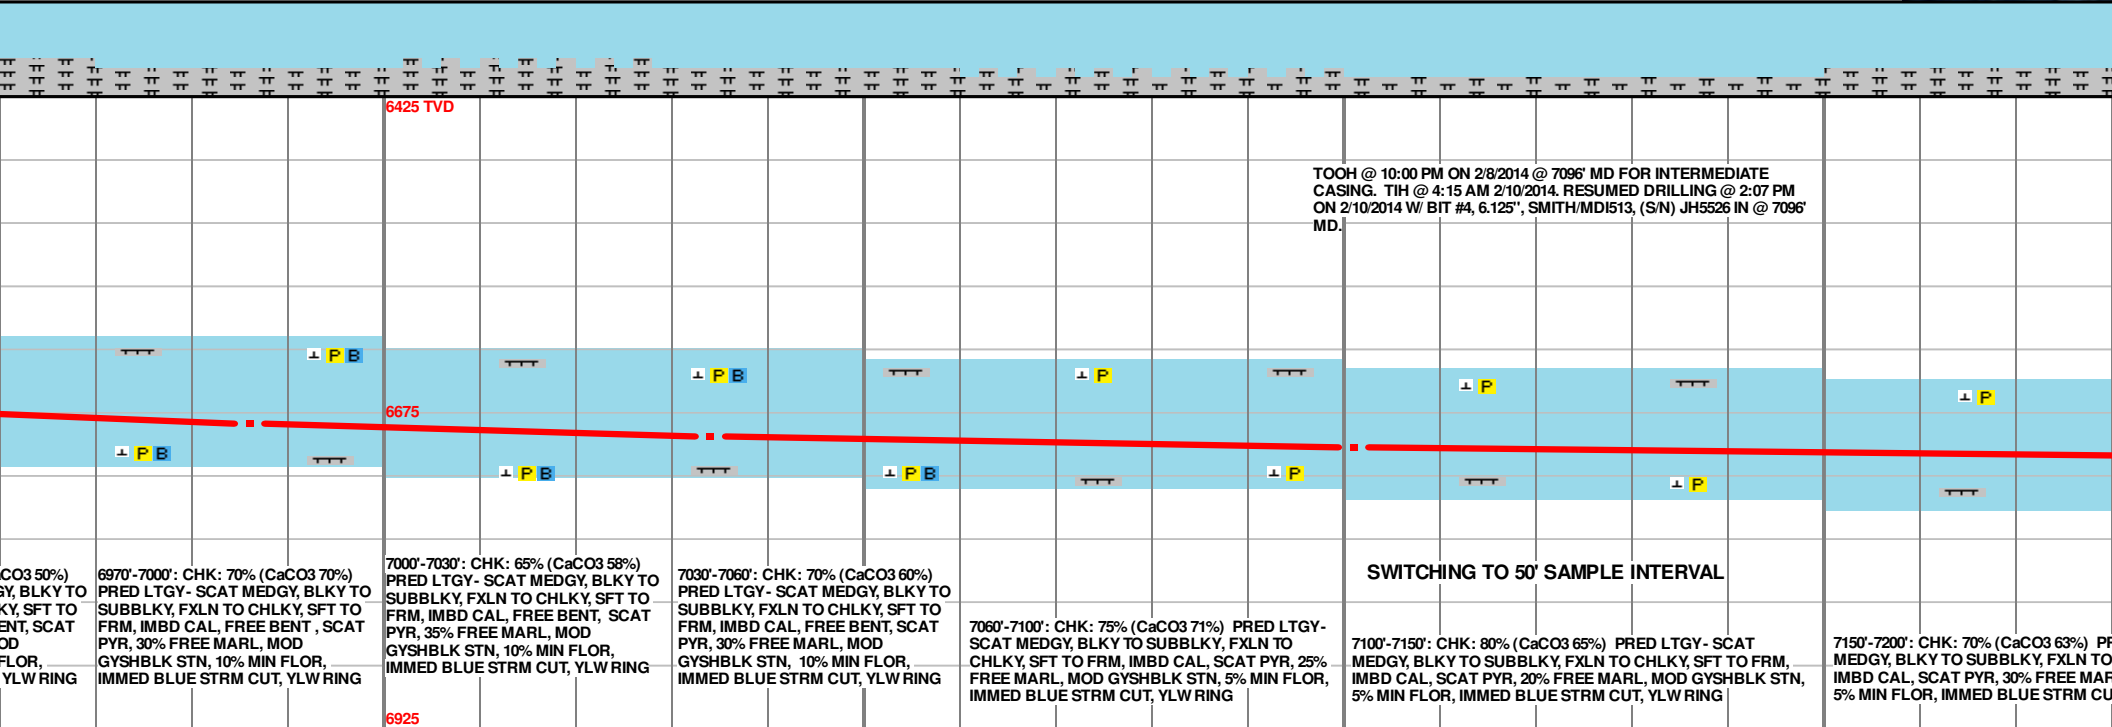 6425 TVD
TOOH @ 10:00 PM ON 2/8/2014 @ 7096' MD FOR INTERMEDIATE
CASING. TIH @ 4:15 AM 2/10/2014. RESUMED DRILLING @ 2:07 PM
ON 2/10/2014 W/ BIT #4, 6.125", SMITH/MDI513, (S/N) JH5526 IN @ 7096'
MD.
P B
P B
P B
P B
P B
P
P
P
P
P
6675
CO3 50%)
GY, BLKY TO
KY, SFT TO
ENT, SCAT
OD
FLOR,
YLW RING
6970'-7000': CHK: 70% (CaCO3 70%)
PRED LTGY- SCAT MEDGY, BLKY TO
SUBBLKY, FXLN TO CHLKY, SFT TO
FRM, IMBD CAL, FREE BENT , SCAT
PYR, 30% FREE MARL, MOD
GYSHBLK STN, 10% MIN FLOR,
IMMED BLUE STRM CUT, YLW RING
7000'-7030': CHK: 65% (CaCO3 58%)
PRED LTGY- SCAT MEDGY, BLKY TO
SUBBLKY, FXLN TO CHLKY, SFT TO
FRM, IMBD CAL, FREE BENT, SCAT
PYR, 35% FREE MARL, MOD
GYSHBLK STN, 10% MIN FLOR,
IMMED BLUE STRM CUT, YLW RING
7030'-7060': CHK: 70% (CaCO3 60%)
PRED LTGY- SCAT MEDGY, BLKY TO
SUBBLKY, FXLN TO CHLKY, SFT TO
FRM, IMBD CAL, FREE BENT, SCAT
PYR, 30% FREE MARL, MOD
GYSHBLK STN, 10% MIN FLOR,
IMMED BLUE STRM CUT, YLW RING
7060'-7100': CHK: 75% (CaCO3 71%) PRED LTGY-
SCAT MEDGY, BLKY TO SUBBLKY, FXLN TO
CHLKY, SFT TO FRM, IMBD CAL, SCAT PYR, 25%
FREE MARL, MOD GYSHBLK STN, 5% MIN FLOR,
IMMED BLUE STRM CUT, YLW RING
SWITCHING TO 50' SAMPLE INTERVAL
7100'-7150': CHK: 80% (CaCO3 65%) PRED LTGY- SCAT
MEDGY, BLKY TO SUBBLKY, FXLN TO CHLKY, SFT TO FRM,
IMBD CAL, SCAT PYR, 20% FREE MARL, MOD GYSHBLK STN,
5% MIN FLOR, IMMED BLUE STRM CUT, YLW RING
7150'-7200': CHK: 70% (CaCO3 63%) PR
MEDGY, BLKY TO SUBBLKY, FXLN TO
IMBD CAL, SCAT PYR, 30% FREE MAR
5% MIN FLOR, IMMED BLUE STRM CU
6925